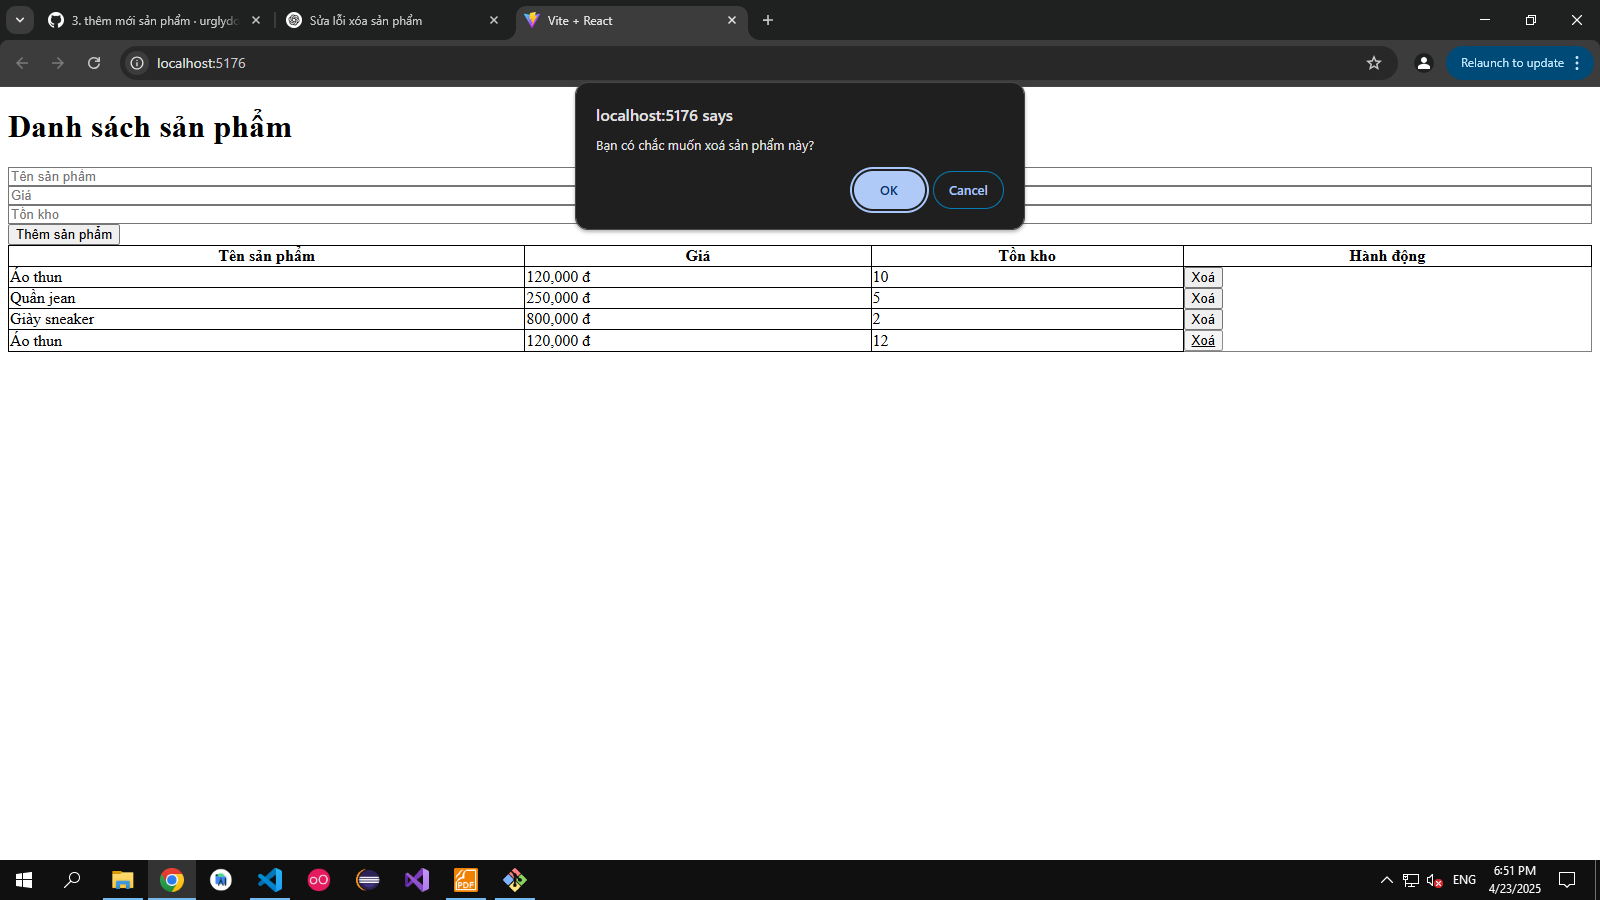 3. thêm mới sản phẩm · urglydo
Sửa lỗi xóa sản phẩm
Vite + React
localhost:5176
Relaunch to update
localhost:5176 says
Bạn có chắc muốn xoá sản phẩm này?
OK
Cancel
Danh sách sản phẩm
Tên sản phẩm
Giá
Tồn kho
Thêm sản phẩm
Tên sản phẩm Giá Tồn kho Hành động
Áo thun 120,000 đ 10 Xoá
Quần jean 250,000 đ 5 Xoá
Giày sneaker 800,000 đ 2 Xoá
Áo thun 120,000 đ 12 Xoá
PDF
ENG
6:51 PM
4/23/2025